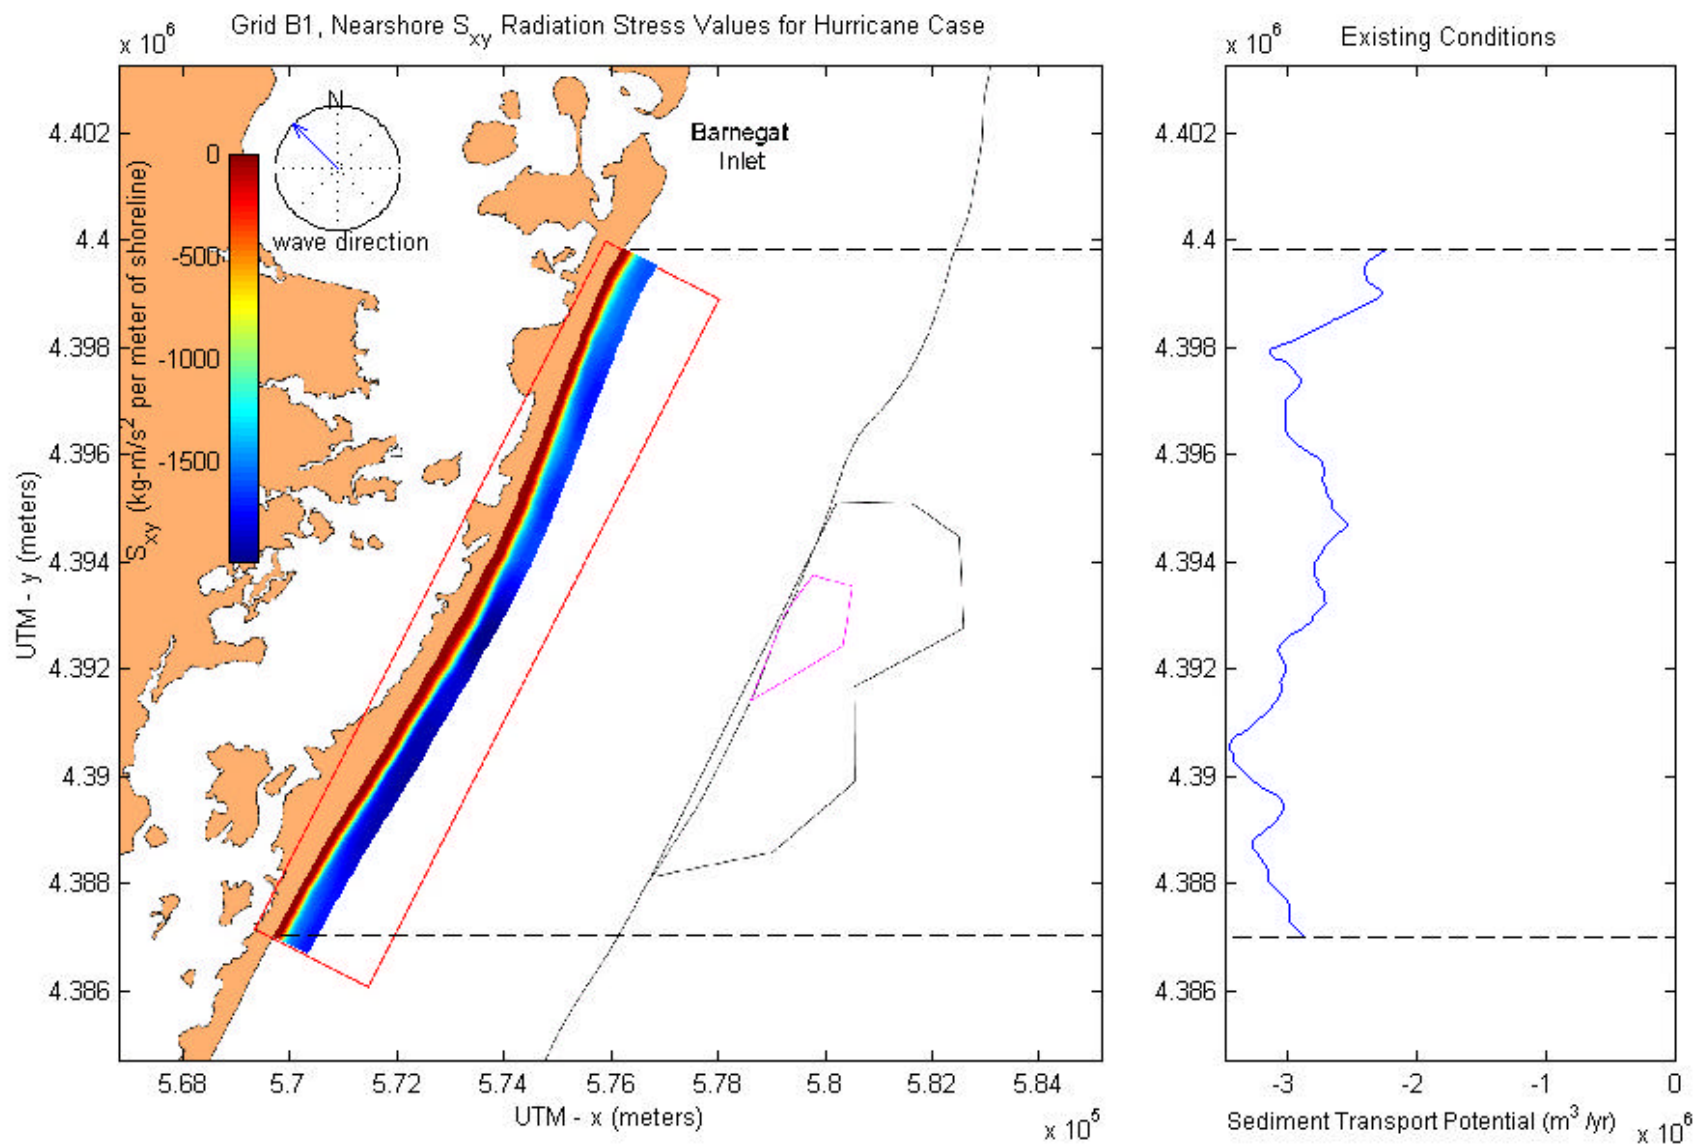 Grid B1, Nearshore Sxy Radiation Stress Values for Hurricane Case
x 10^6
4.402
4.4
4.398
4.396
4.394
4.392
4.39
4.388
4.386
UTM - y (meters)
N
wave direction
0
-500
-1000
-1500
Sxy (kg-m/s² per meter of shoreline)
Barnegat
Inlet
5.68
5.7
5.72
5.74
5.76
5.78
5.8
5.82
5.84
UTM - x (meters)
x 10^5
Existing Conditions
x 10^6
4.402
4.4
4.398
4.396
4.394
4.392
4.39
4.388
4.386
-3
-2
-1
0
Sediment Transport Potential (m³ /yr)
x 10^6